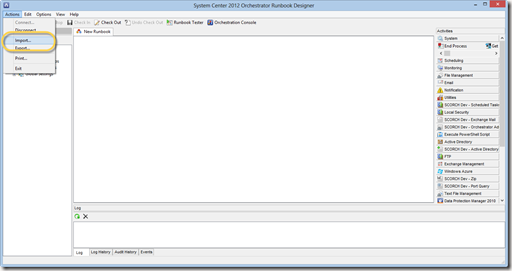 System Center 2012 Orchestrator Runbook Designer
Actions Edit Options View Help
Connect...
Disconnect
Import...
Export...
Print...
Exit
Check In Check Out Undo Check Out Runbook Tester Orchestration Console
New Runbook
Global Settings
Activities
System
End Process Get
Scheduling
Monitoring
File Management
Email
Notification
Utilities
SCORCH Dev - Scheduled Tasks
Local Security
SCORCH Dev - Exchange Mail
SCORCH Dev - Orchestrator Ad
Execute PowerShell Script
Active Directory
SCORCH Dev - Active Directory
FTP
Exchange Management
Windows Azure
SCORCH Dev - Zip
SCORCH Dev - Port Query
Text File Management
Data Protection Manager 2010
Log
Log Log History Audit History Events